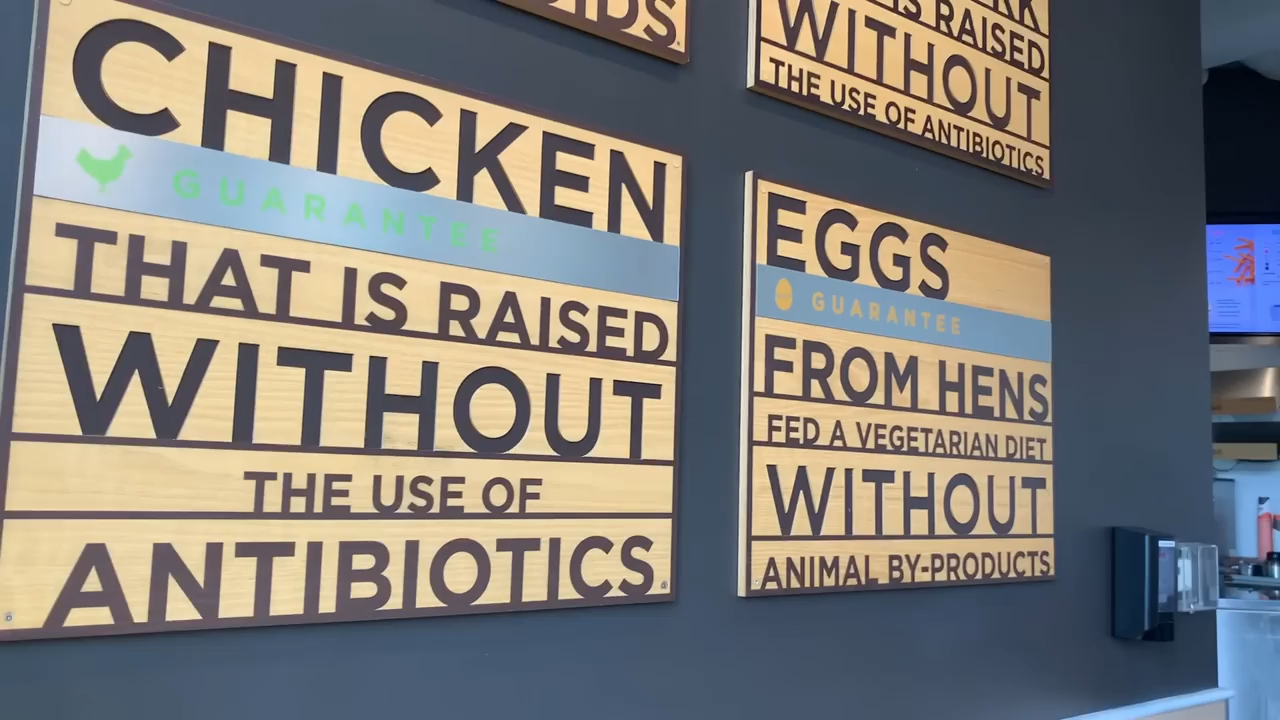 CHICKEN
GUARANTEE
THAT IS RAISED
WITHOUT
THE USE OF
ANTIBIOTICS
IS RAISED
WITHOUT
THE USE OF ANTIBIOTICS
EGGS
GUARANTEE
FROM HENS
FED A VEGETARIAN DIET
WITHOUT
ANIMAL BY-PRODUCTS